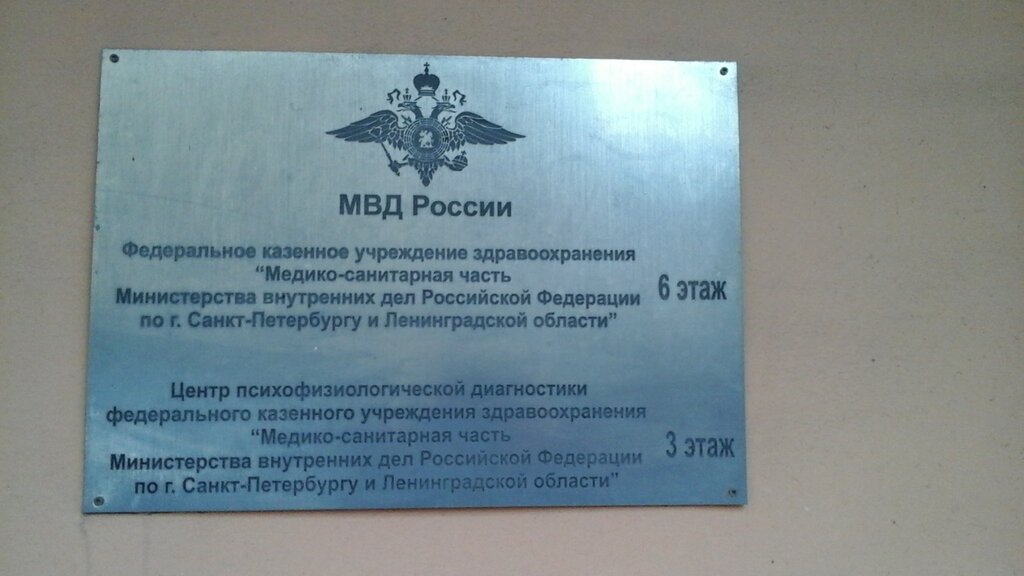 МВД России
Федеральное казенное учреждение здравоохранения
“Медико-санитарная часть
Министерства внутренних дел Российской Федерации
по г. Санкт-Петербургу и Ленинградской области”
6 этаж
Центр психофизиологической диагностики
федерального казенного учреждения здравоохранения
“Медико-санитарная часть
Министерства внутренних дел Российской Федерации
по г. Санкт-Петербургу и Ленинградской области”
3 этаж